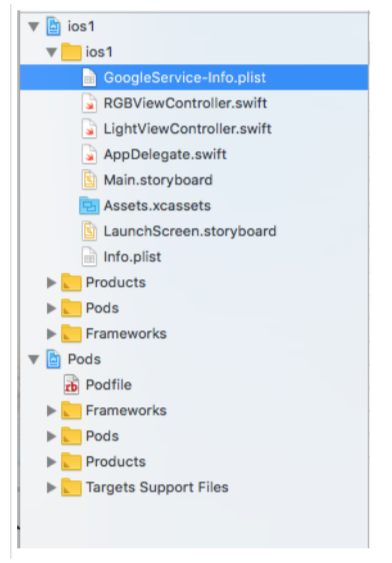 ios1
ios1
GoogleService-Info.plist
RGBViewController.swift
LightViewController.swift
AppDelegate.swift
Main.storyboard
Assets.xcassets
LaunchScreen.storyboard
Info.plist
Products
Pods
Frameworks
Pods
rb Podfile
Frameworks
Pods
Products
Targets Support Files